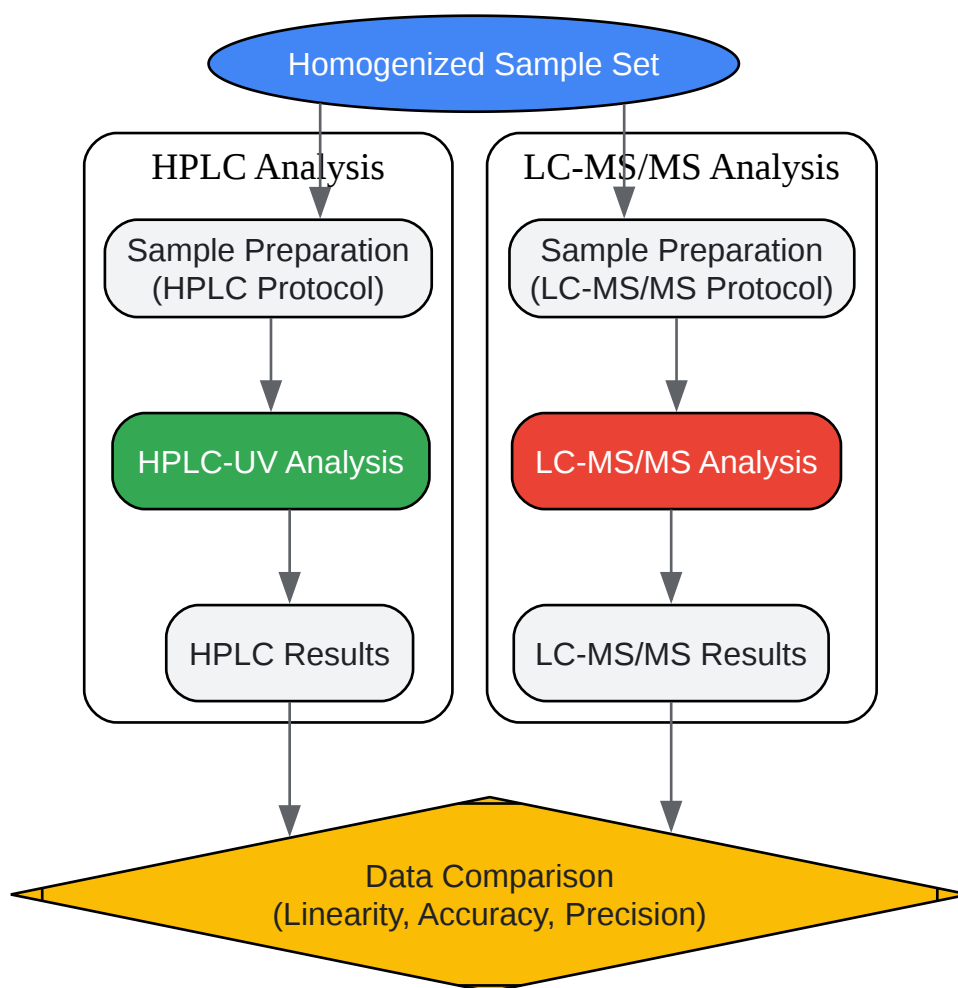 Homogenized Sample Set
HPLC Analysis
Sample Preparation
(HPLC Protocol)
HPLC-UV Analysis
HPLC Results
LC-MS/MS Analysis
Sample Preparation
(LC-MS/MS Protocol)
LC-MS/MS Analysis
LC-MS/MS Results
Data Comparison
(Linearity, Accuracy, Precision)